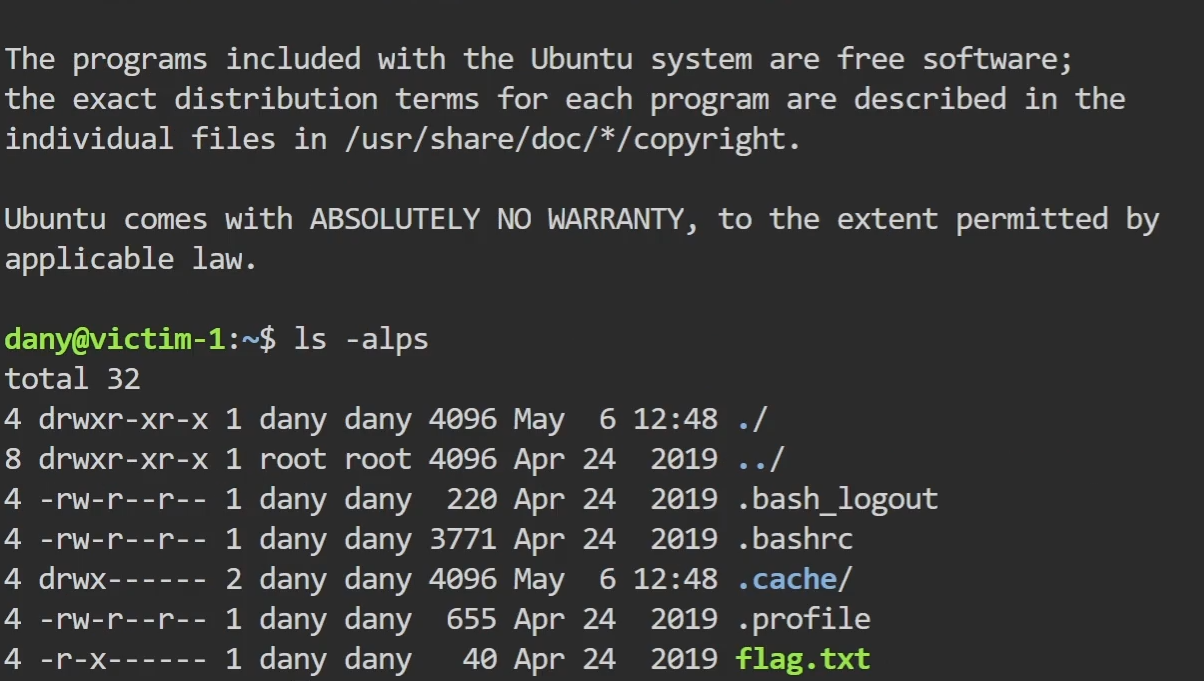 The programs included with the Ubuntu system are free software;
the exact distribution terms for each program are described in the
individual files in /usr/share/doc/*/copyright.
Ubuntu comes with ABSOLUTELY NO WARRANTY, to the extent permitted by
applicable law.
dany@victim-1:~$ ls -alps
total 32
4 drwxr-xr-x 1 dany dany 4096 May  6 12:48 ./
8 drwxr-xr-x 1 root root 4096 Apr 24  2019 ../
4 -rw-r--r-- 1 dany dany  220 Apr 24  2019 .bash_logout
4 -rw-r--r-- 1 dany dany 3771 Apr 24  2019 .bashrc
4 drwx------ 2 dany dany 4096 May  6 12:48 .cache/
4 -rw-r--r-- 1 dany dany  655 Apr 24  2019 .profile
4 -r-x------ 1 dany dany   40 Apr 24  2019 flag.txt